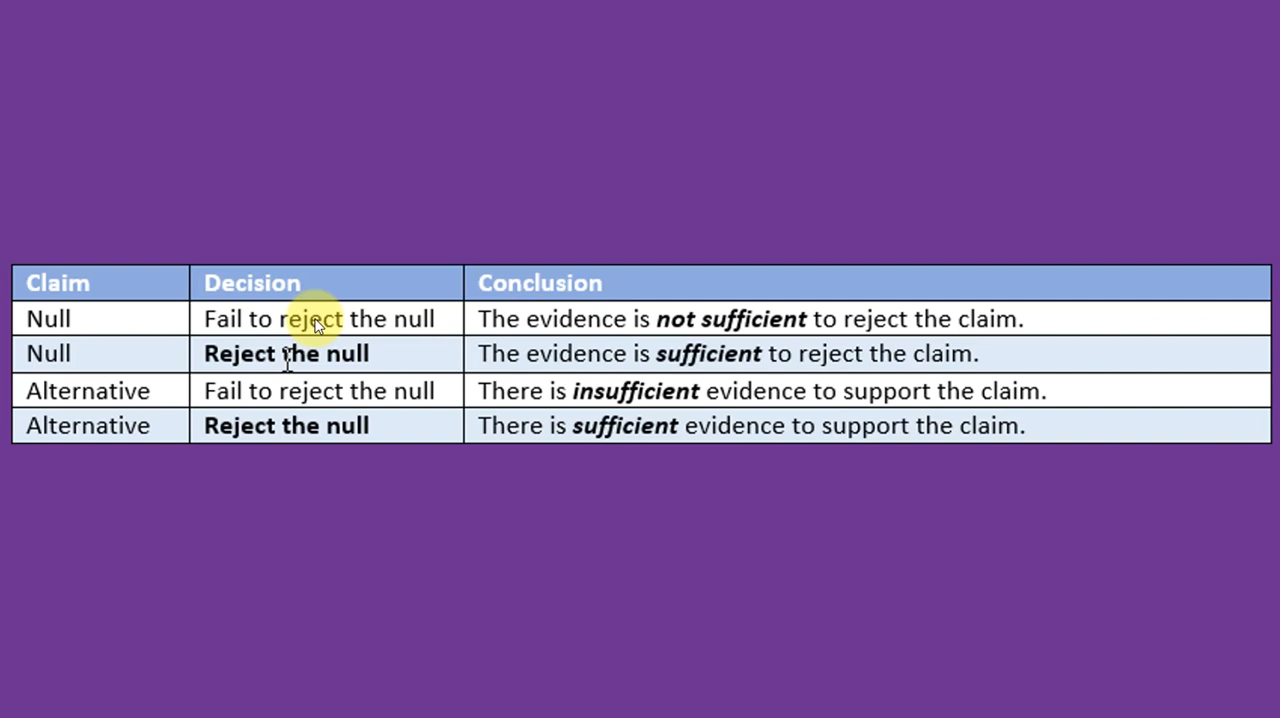 Claim Decision Conclusion
Null Fail to reject the null The evidence is not sufficient to reject the claim.
Null Reject the null The evidence is sufficient to reject the claim.
Alternative Fail to reject the null There is insufficient evidence to support the claim.
Alternative Reject the null There is sufficient evidence to support the claim.